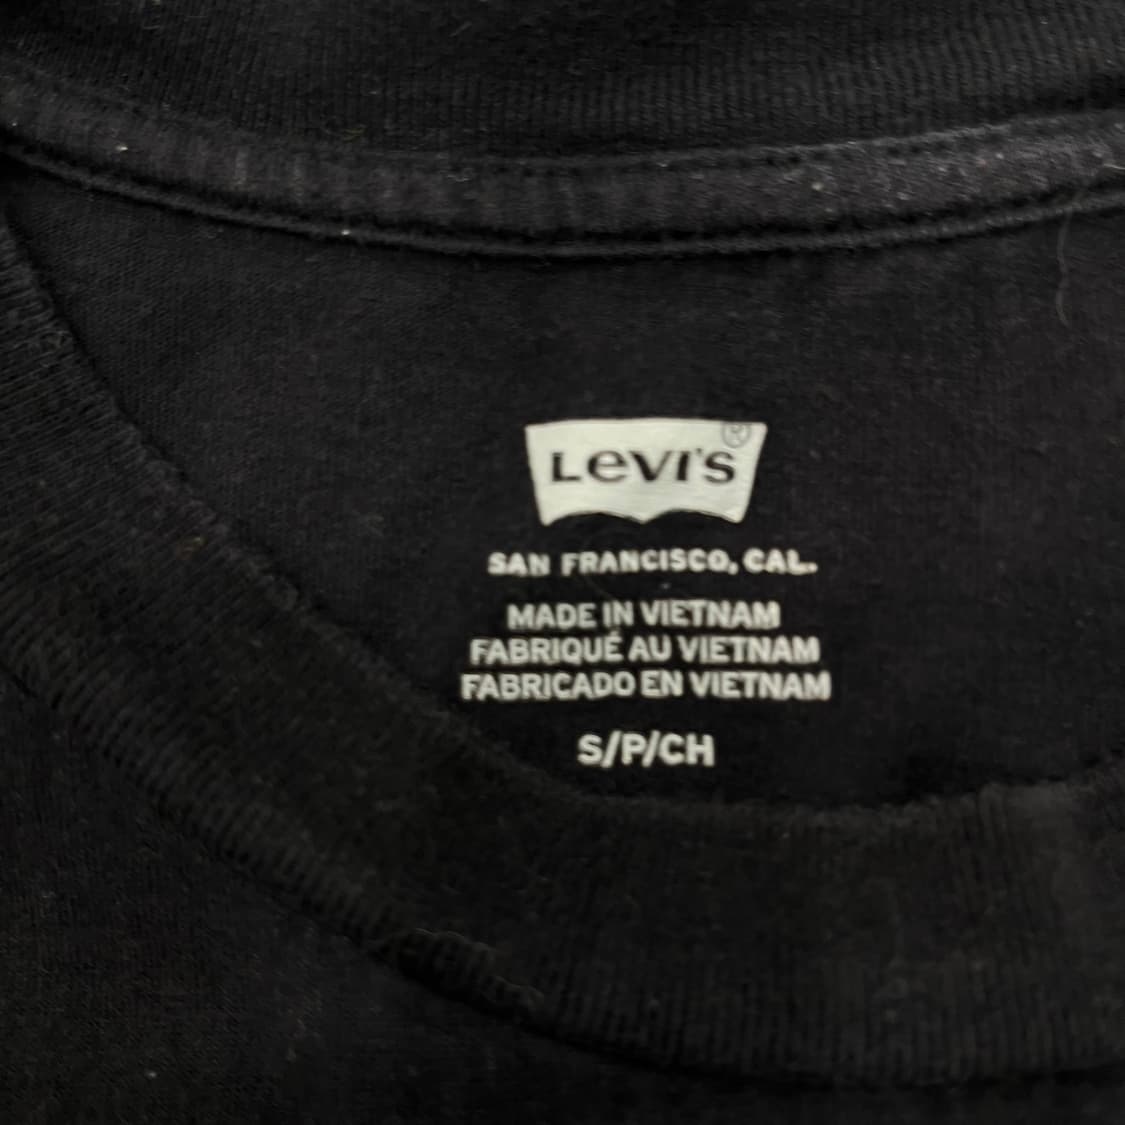 LEVI'S®
SAN FRANCISCO, CAL.
MADE IN VIETNAM
FABRIQUÉ AU VIETNAM
FABRICADO EN VIETNAM
S/P/CH